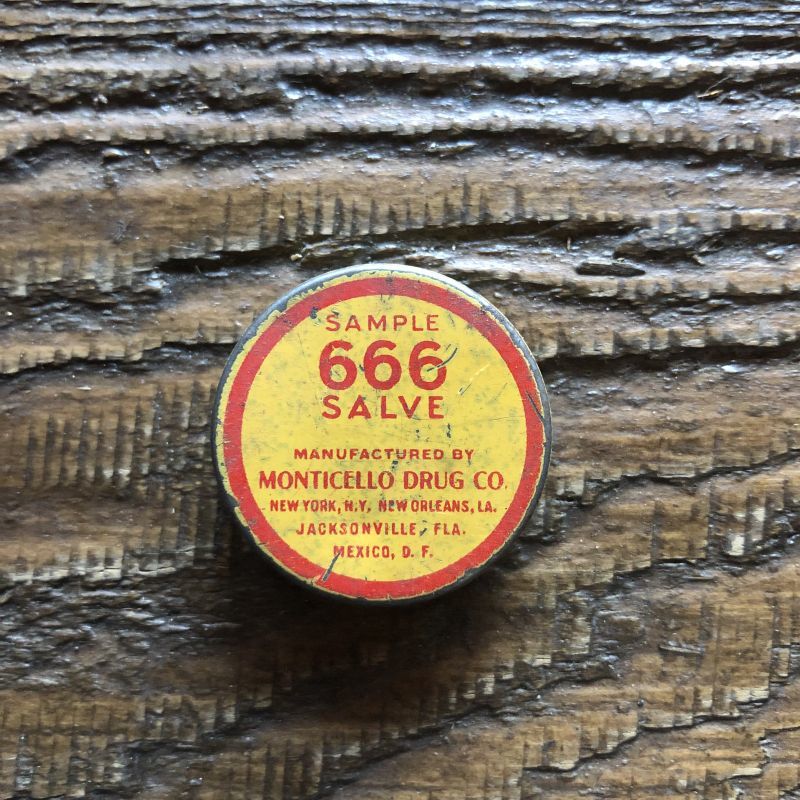 SAMPLE
666
SALVE
MANUFACTURED BY
MONTICELLO DRUG CO.
NEW YORK, N.Y. NEW ORLEANS, LA.
JACKSONVILLE, FLA.
MEXICO, D. F.